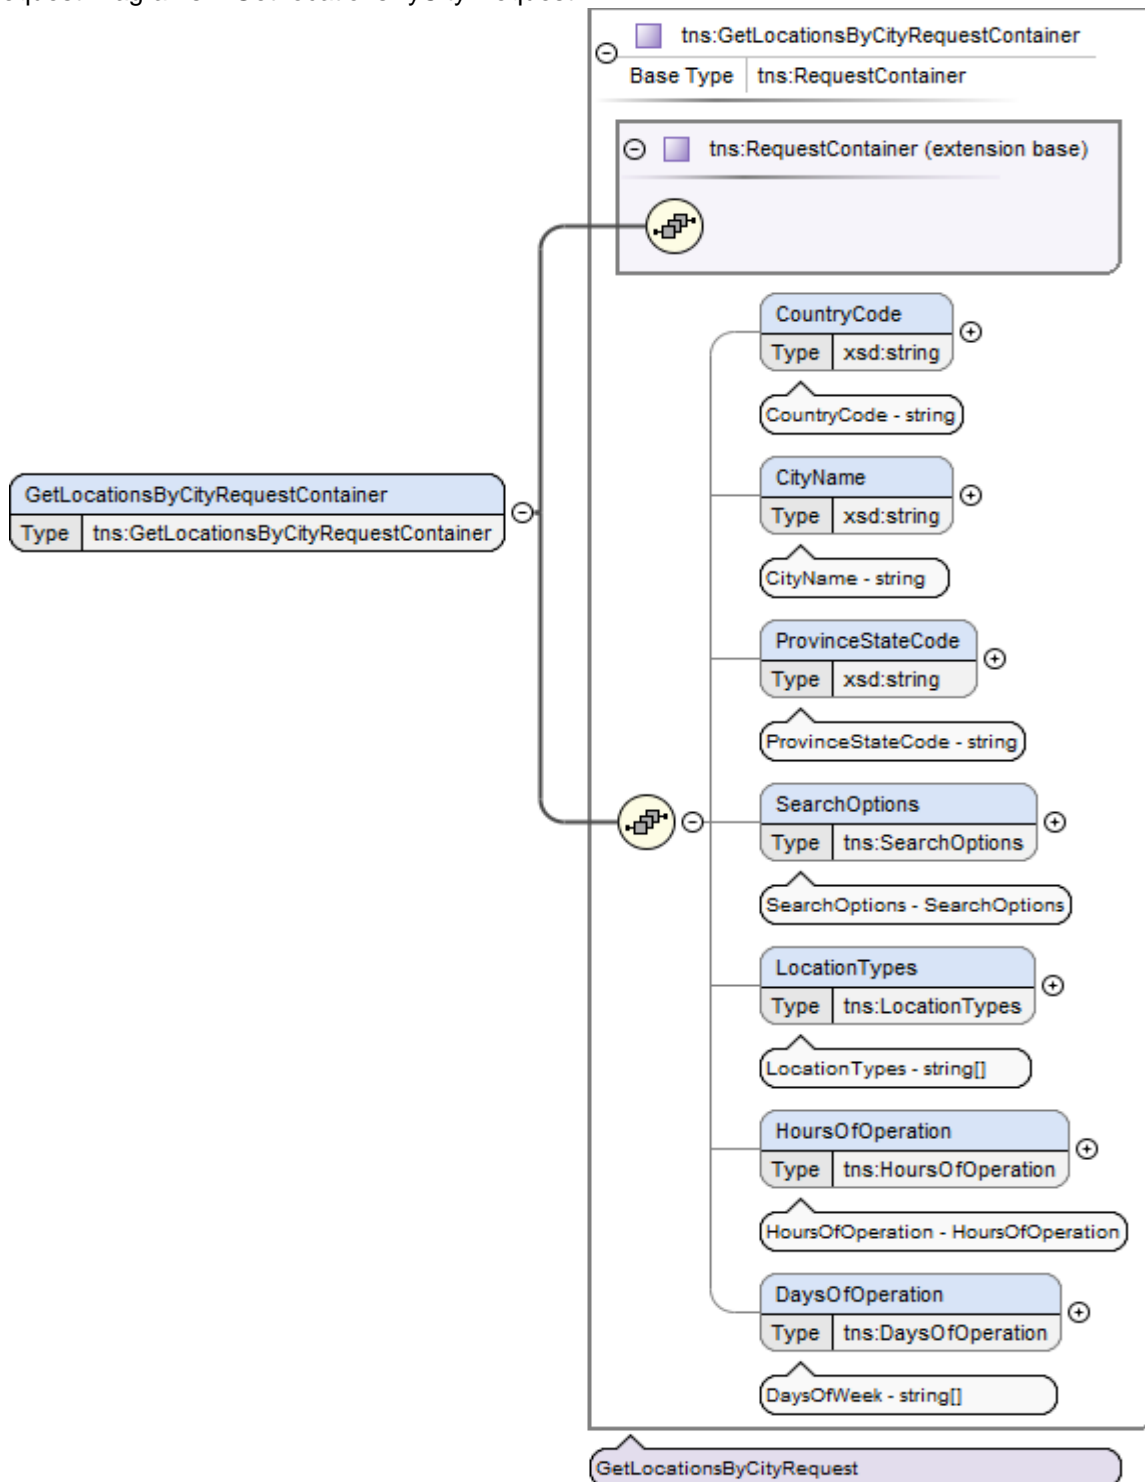 tns:GetLocationsByCityRequestContainer
Base Type tns:RequestContainer
tns:RequestContainer (extension base)
CountryCode
Type xsd:string
CountryCode - string
CityName
Type xsd:string
CityName - string
GetLocationsByCityRequestContainer
Type tns:GetLocationsByCityRequestContainer
ProvinceStateCode
Type xsd:string
ProvinceStateCode - string
SearchOptions
Type tns:SearchOptions
SearchOptions - SearchOptions
LocationTypes
Type tns:LocationTypes
LocationTypes - string[]
HoursOfOperation
Type tns:HoursOfOperation
HoursOfOperation - HoursOfOperation
DaysOfOperation
Type tns:DaysOfOperation
DaysOfWeek - string[]
GetLocationsByCityRequest